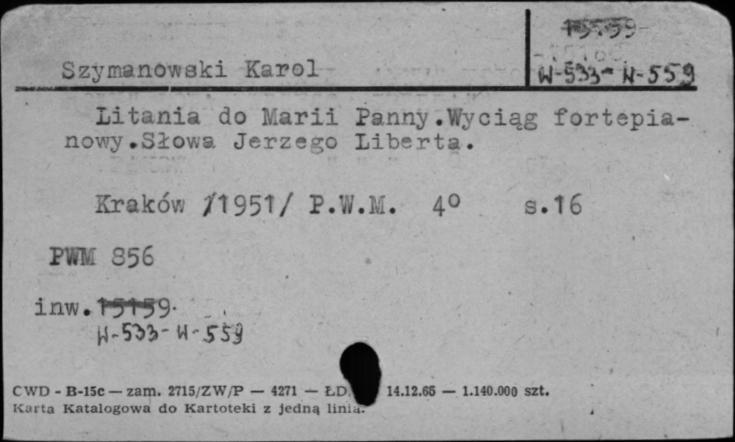 15159
Szymanowski Karol
W-533-W-559
Litania do Marii Panny.Wyciąg fortepia-
nowy.Słowa Jerzego Liberta.
Kraków /1951/ P.W.M. 4° s.16
PWM 856
inw.15159
W-533-W-559
CWD - B-15c — zam. 2715/ZW/P — 4271 — ŁD 14.12.65 — 1.140.000 szt.
Karta Katalogowa do Kartoteki z jedną linią.